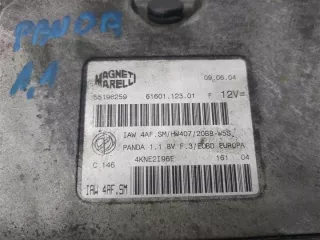 PANDA
1.1
MAGNETI
MARELLI
09.06.04
55196259 61601.123.01 F 12V=
IAW 4AF.SM/HW407/20G8-W5S
PANDA 1.1 8V F.3/EOBD EUROPA
C 146 4KNE2I96E 161 04
IAW 4AF.SM